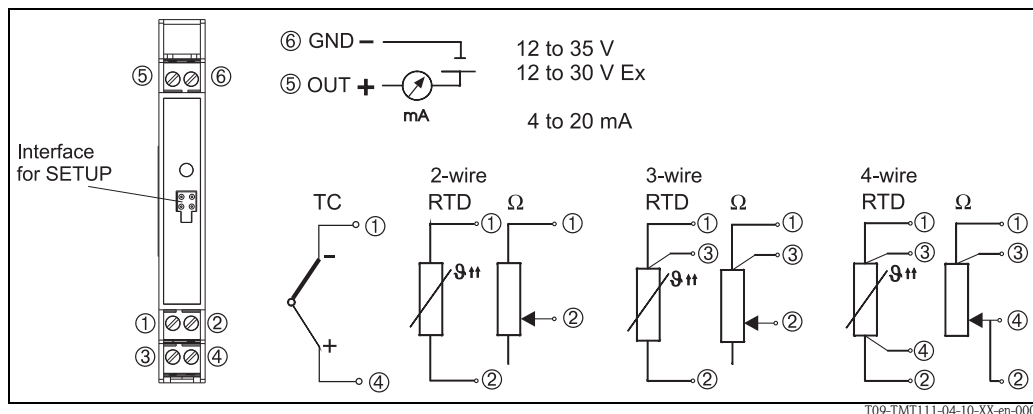 ⑥ GND −
⑤ OUT +
mA
12 to 35 V
12 to 30 V Ex
4 to 20 mA
⑤ ⑥
Interface
for SETUP
① ②
③ ④
TC
① − + ④
2-wire
RTD Ω
① ϑ ②
① ②
3-wire
RTD Ω
① ③ ϑ ②
① ③ ②
4-wire
RTD Ω
① ③ ϑ ④ ②
① ③ ④ ②
T09-TMT111-04-10-XX-en-000